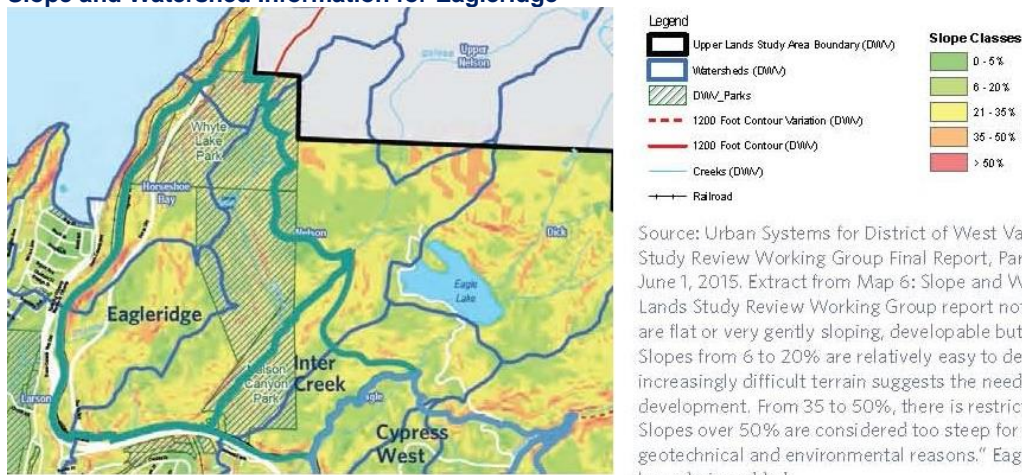 Slope and Watershed Information for Eagleridge
Upper
Nelson
Whyte
Lake
Park
Horseshoe
Bay
Nelson
Dick
Eagle
Lake
Eagleridge
Inter
Creek
Nelson
Canyon
Park
Larson
Cypress
West
Legend
Upper Lands Study Area Boundary (DWV)
Watersheds (DWV)
DWV_Parks
1200 Foot Contour Variation (DWV)
1200 Foot Contour (DWV)
Creeks (DWV)
Railroad
Slope Classes
0 - 5%
6 - 20%
21 - 35%
35 - 50%
> 50%
Source: Urban Systems for District of West Va
Study Review Working Group Final Report, Par
June 1, 2015. Extract from Map 6: Slope and W
Lands Study Review Working Group report not
are flat or very gently sloping, developable but
Slopes from 6 to 20% are relatively easy to de
increasingly difficult terrain suggests the need
development. From 35 to 50%, there is restric
Slopes over 50% are considered too steep for
geotechnical and environmental reasons." Eag